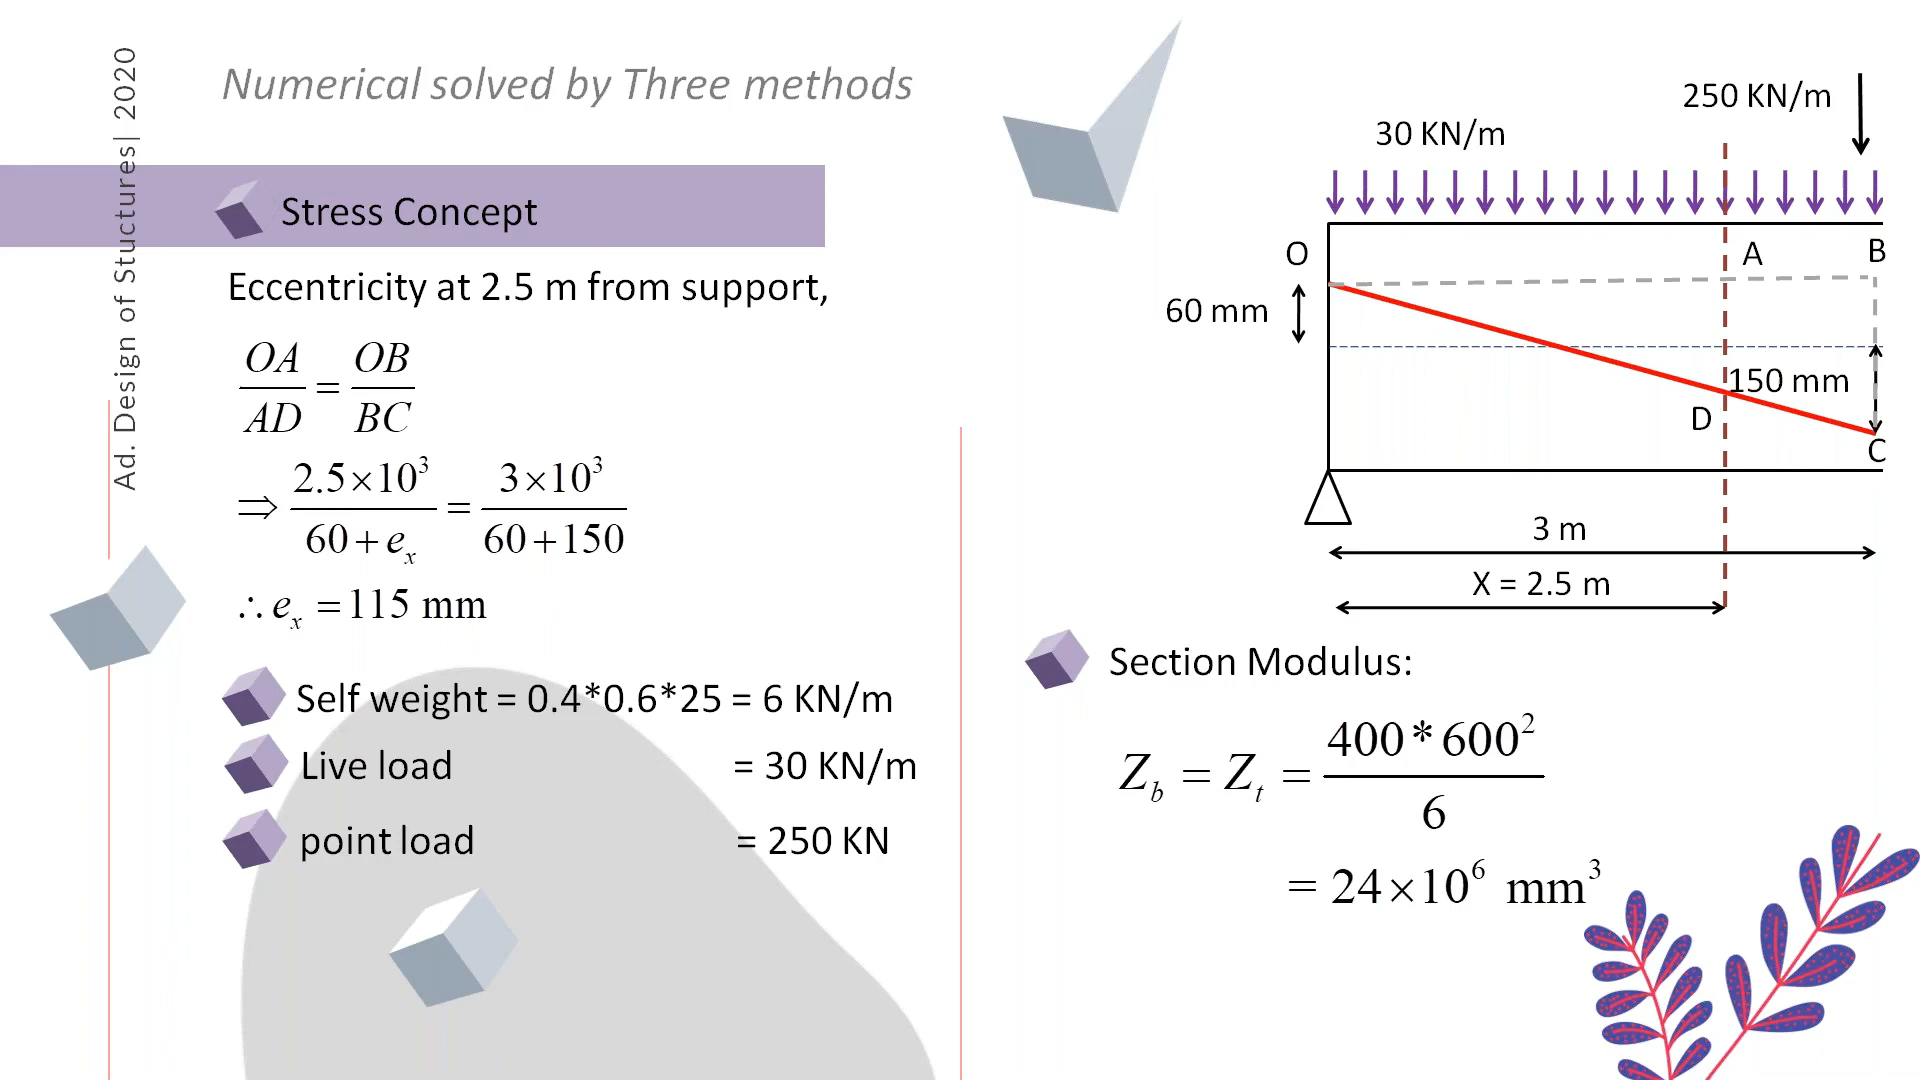 Ad. Design of Stuctures| 2020
Numerical solved by Three methods
Stress Concept
Eccentricity at 2.5 m from support,
OA/AD = OB/BC
⇒ 2.5×10³/(60+eₓ) = 3×10³/(60+150)
∴ eₓ = 115 mm
Self weight = 0.4*0.6*25 = 6 KN/m
Live load = 30 KN/m
point load = 250 KN
250 KN/m
30 KN/m
O
A
B
60 mm
150 mm
D
C
3 m
X = 2.5 m
Section Modulus:
Z_b = Z_t = 400*600²/6
= 24×10⁶ mm³